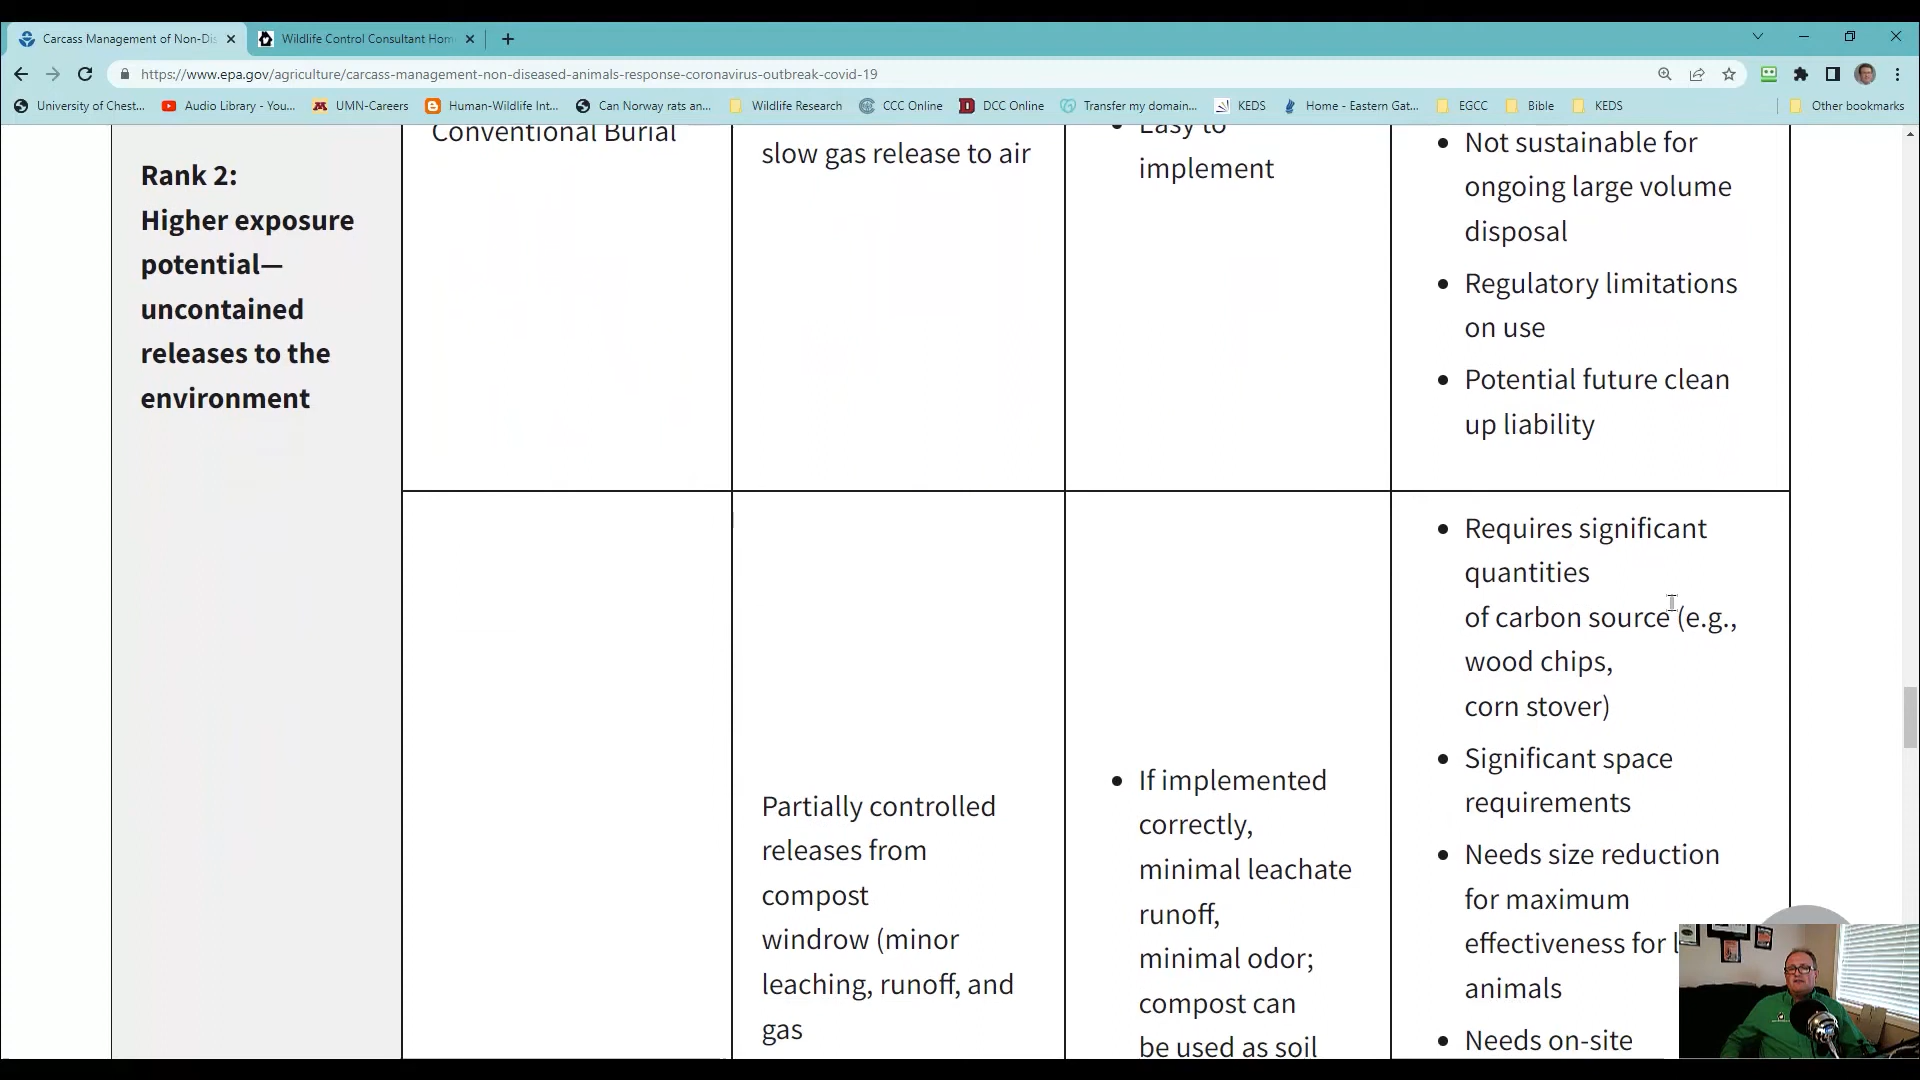 Carcass Management of Non-Dis
Wildlife Control Consultant Hom
https://www.epa.gov/agriculture/carcass-management-non-diseased-animals-response-coronavirus-outbreak-covid-19
University of Chest...
Audio Library - You...
UMN-Careers
Human-Wildlife Int...
Can Norway rats an...
Wildlife Research
CCC Online
DCC Online
Transfer my domain...
KEDS
Home - Eastern Gat...
EGCC
Bible
KEDS
Other bookmarks
Rank 2:
Higher exposure
potential—
uncontained
releases to the
environment
Conventional Burial
slow gas release to air
• Easy to
implement
• Not sustainable for
ongoing large volume
disposal
• Regulatory limitations
on use
• Potential future clean
up liability
Partially controlled
releases from
compost
windrow (minor
leaching, runoff, and
gas
• If implemented
correctly,
minimal leachate
runoff,
minimal odor;
compost can
be used as soil
• Requires significant
quantities
of carbon source (e.g.,
wood chips,
corn stover)
• Significant space
requirements
• Needs size reduction
for maximum
effectiveness for
animals
• Needs on-site